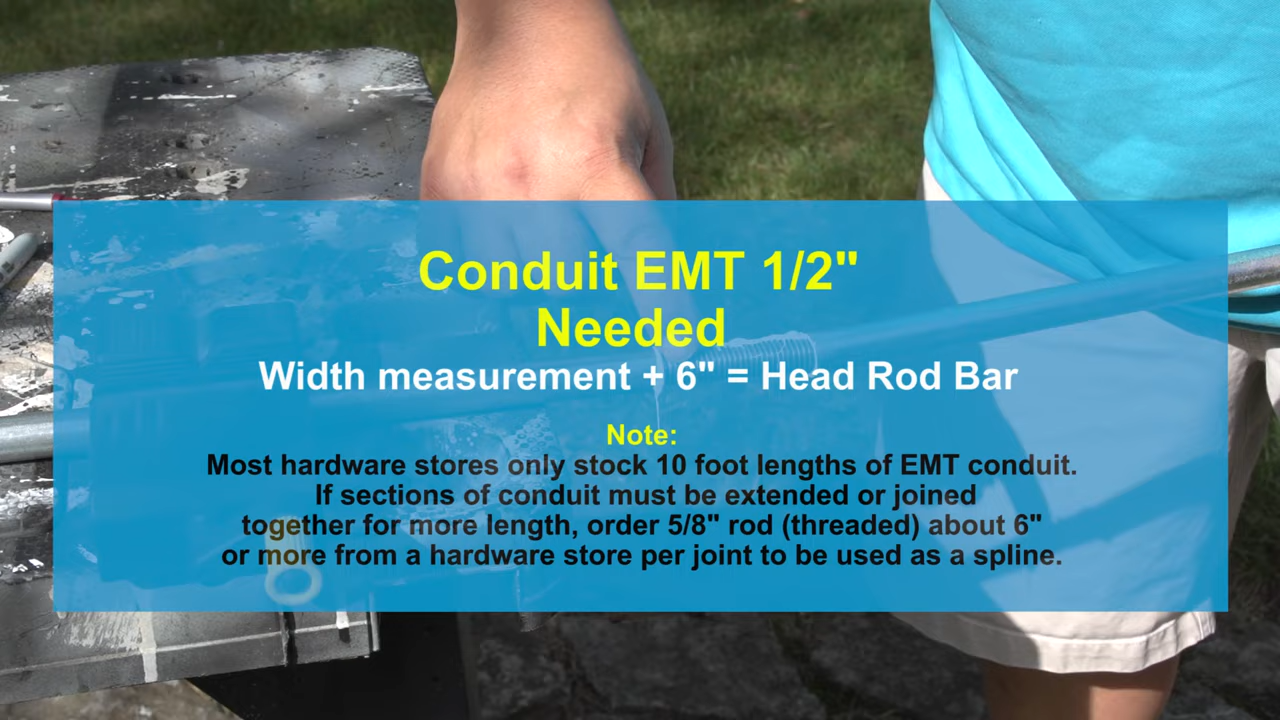 Conduit EMT 1/2"
Needed
Width measurement + 6" = Head Rod Bar
Note:
Most hardware stores only stock 10 foot lengths of EMT conduit.
If sections of conduit must be extended or joined
together for more length, order 5/8" rod (threaded) about 6"
or more from a hardware store per joint to be used as a spline.